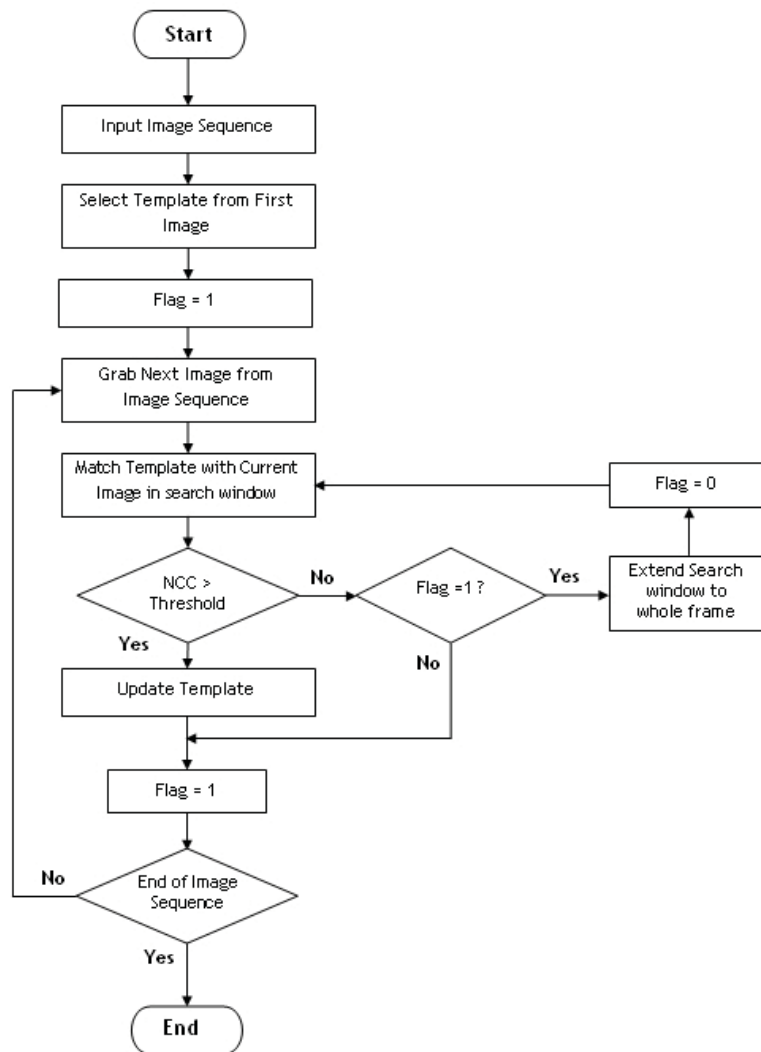 Start
Input Image Sequence
Select Template from First
Image
Flag = 1
Grab Next Image from
Image Sequence
Match Template with Current
Image in search window
Flag = 0
NCC >
Threshold
No
Flag =1 ?
Yes
Extend Search
window to
whole frame
Yes
No
Update Template
Flag = 1
No
End of Image
Sequence
Yes
End